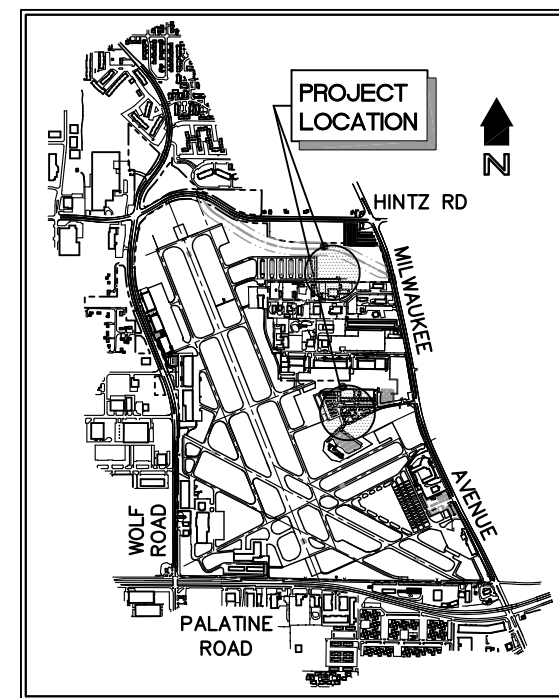 PROJECT
LOCATION
N
HINTZ RD
MILWAUKEE
AVENUE
WOLF
ROAD
PALATINE
ROAD